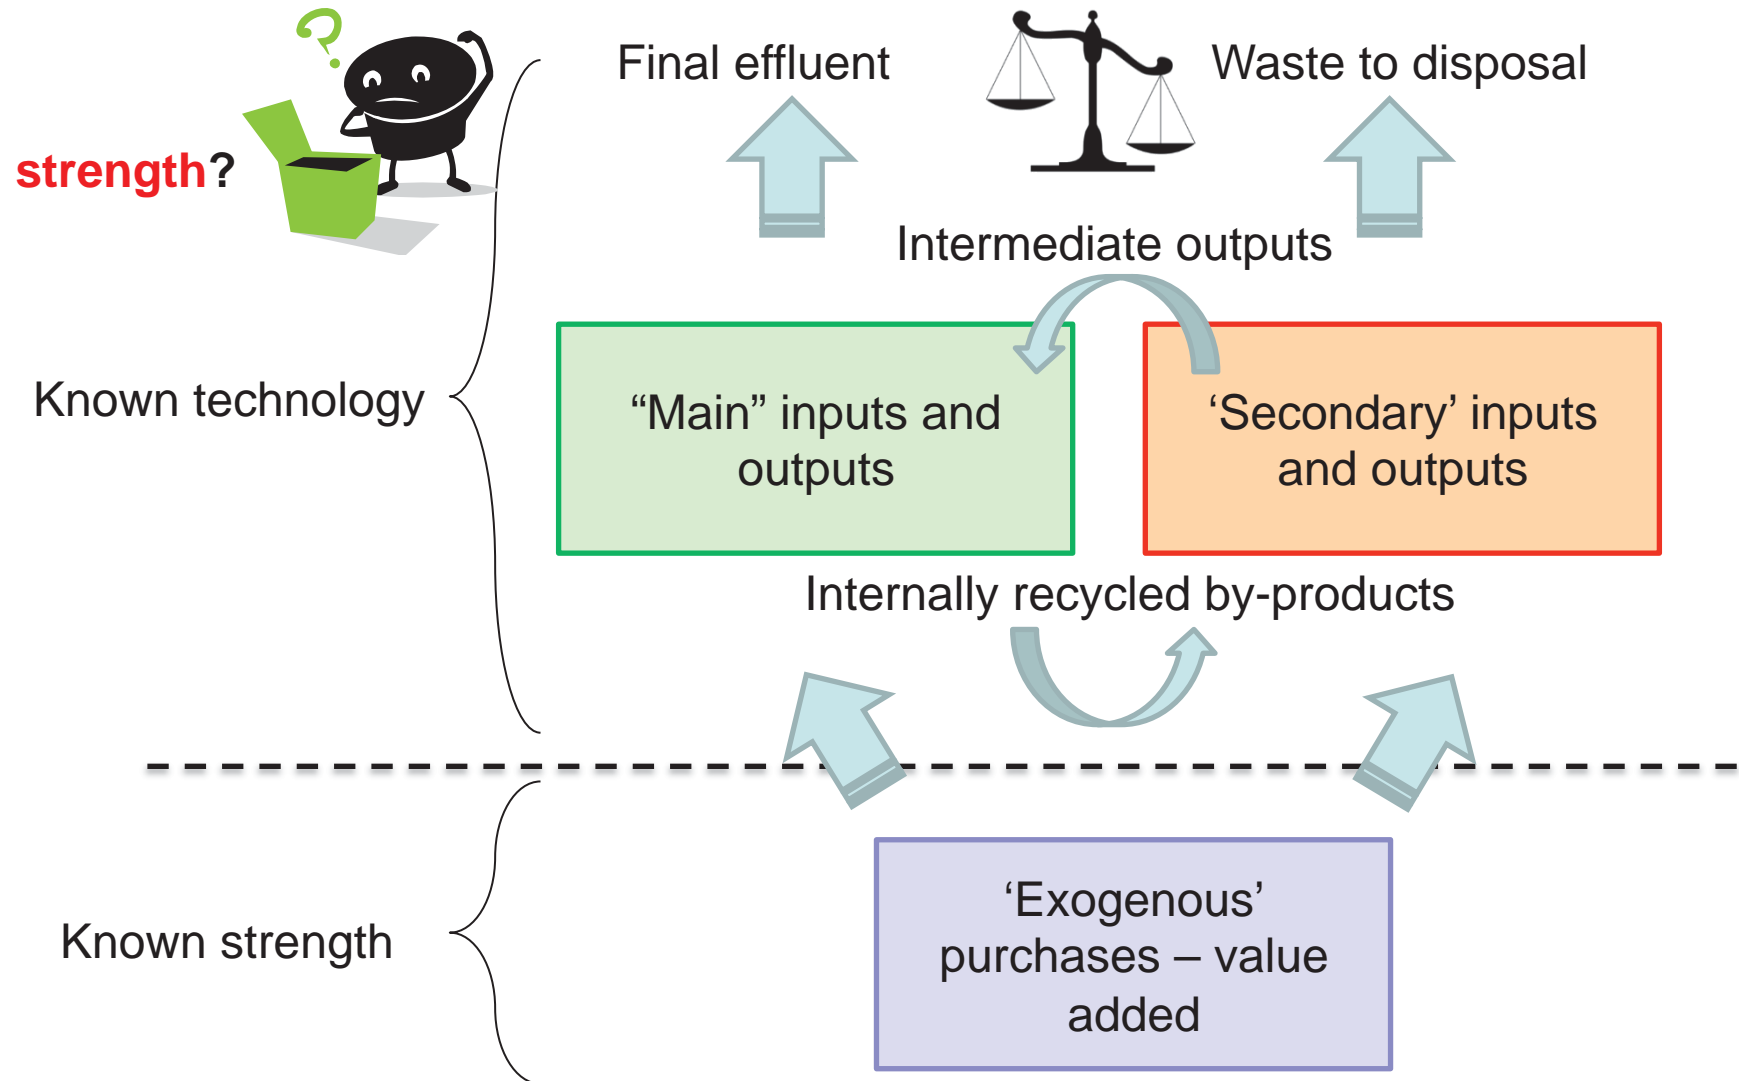 ?
Final effluent
Waste to disposal
strength?
Intermediate outputs
Known technology
“Main” inputs and
outputs
‘Secondary’ inputs
and outputs
Internally recycled by-products
Known strength
‘Exogenous’
purchases – value
added